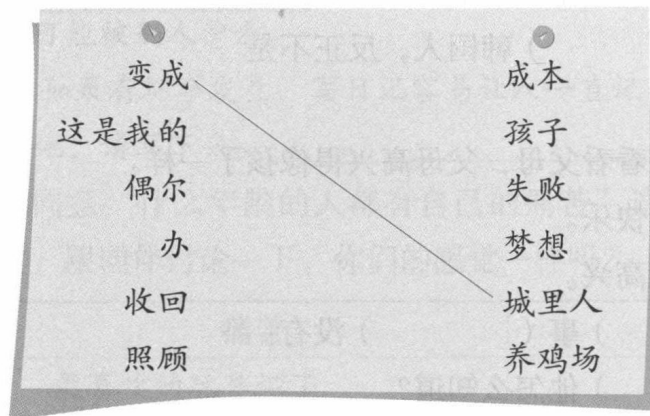 变成 成本
这是我的 孩子
偶尔 失败
办 梦想
收回 城里人
照顾 养鸡场